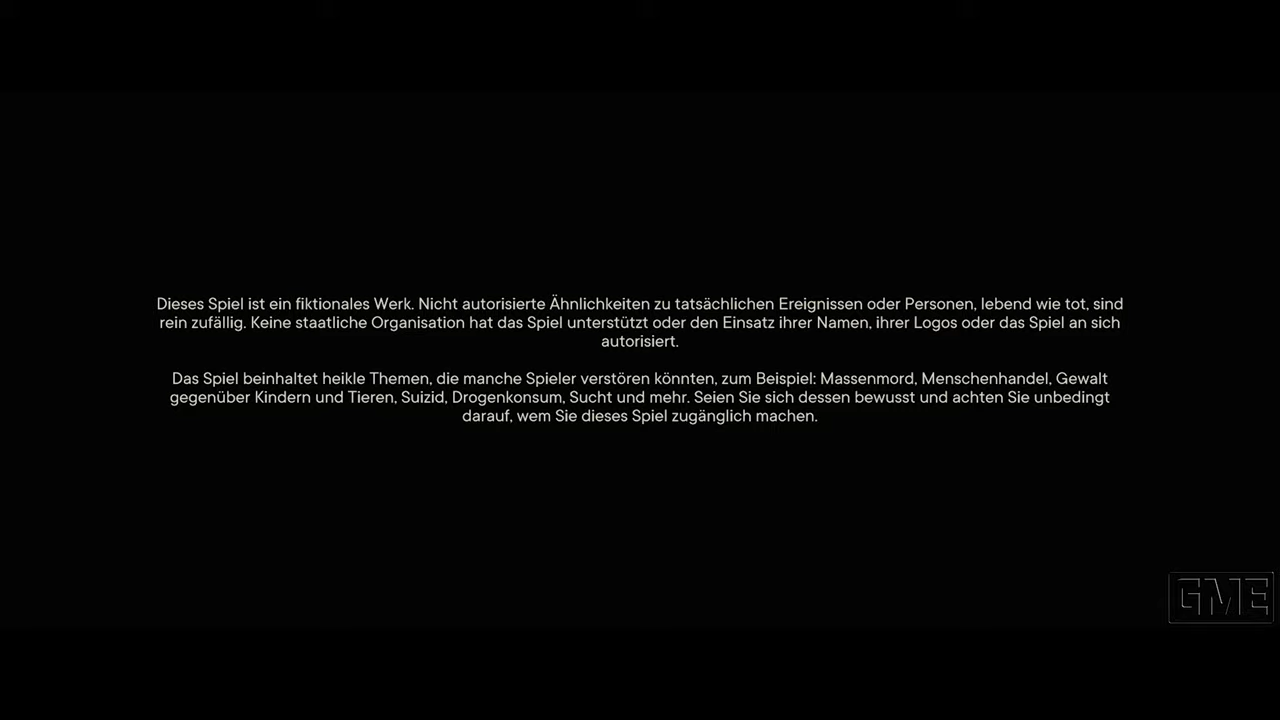 Dieses Spiel ist ein fiktionales Werk. Nicht autorisierte Ähnlichkeiten zu tatsächlichen Ereignissen oder Personen, lebend wie tot, sind
rein zufällig. Keine staatliche Organisation hat das Spiel unterstützt oder den Einsatz ihrer Namen, ihrer Logos oder das Spiel an sich
autorisiert.
Das Spiel beinhaltet heikle Themen, die manche Spieler verstören könnten, zum Beispiel: Massenmord, Menschenhandel, Gewalt
gegenüber Kindern und Tieren, Suizid, Drogenkonsum, Sucht und mehr. Seien Sie sich dessen bewusst und achten Sie unbedingt
darauf, wem Sie dieses Spiel zugänglich machen.
GME